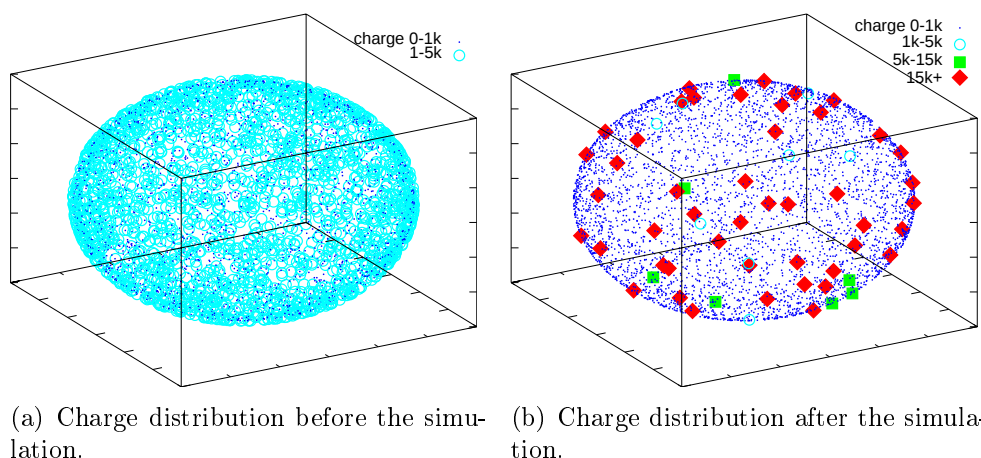 charge 0-1k
1-5k
charge 0-1k
1k-5k
5k-15k
15k+
(a) Charge distribution before the simu-
lation.
(b) Charge distribution after the simula-
tion.